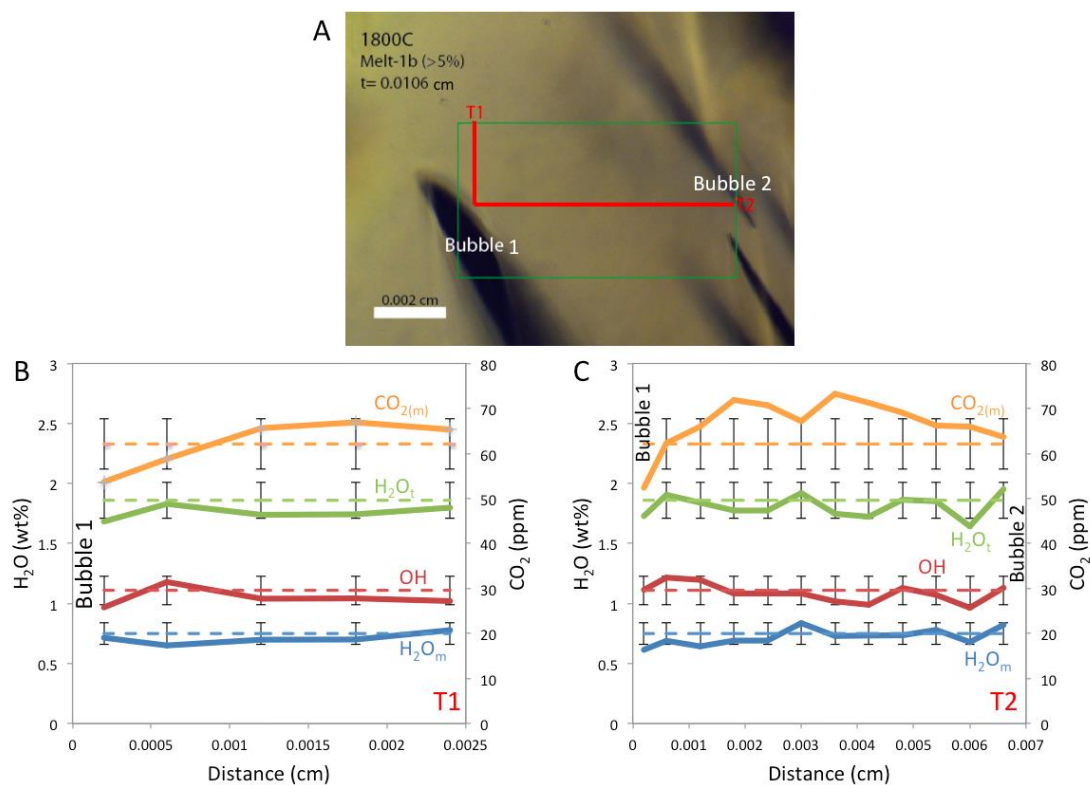 A
1800C
Melt-1b (>5%)
t= 0.0106 cm
T1
Bubble 2
T2
Bubble 1
0.002 cm
B
3
2.5
2
1.5
1
0.5
0
H₂O (wt%)
Bubble 1
CO₂(m)
H₂Oₜ
OH
H₂Oₘ
T1
80
70
60
50
40
30
20
10
0
CO₂ (ppm)
0
0.0005
0.001
0.0015
0.002
0.0025
Distance (cm)
C
3
2.5
2
1.5
1
0.5
0
H₂O (wt%)
Bubble 1
CO₂(m)
H₂Oₜ
Bubble 2
OH
H₂Oₘ
T2
80
70
60
50
40
30
20
10
0
CO₂ (ppm)
0
0.001
0.002
0.003
0.004
0.005
0.006
0.007
Distance (cm)